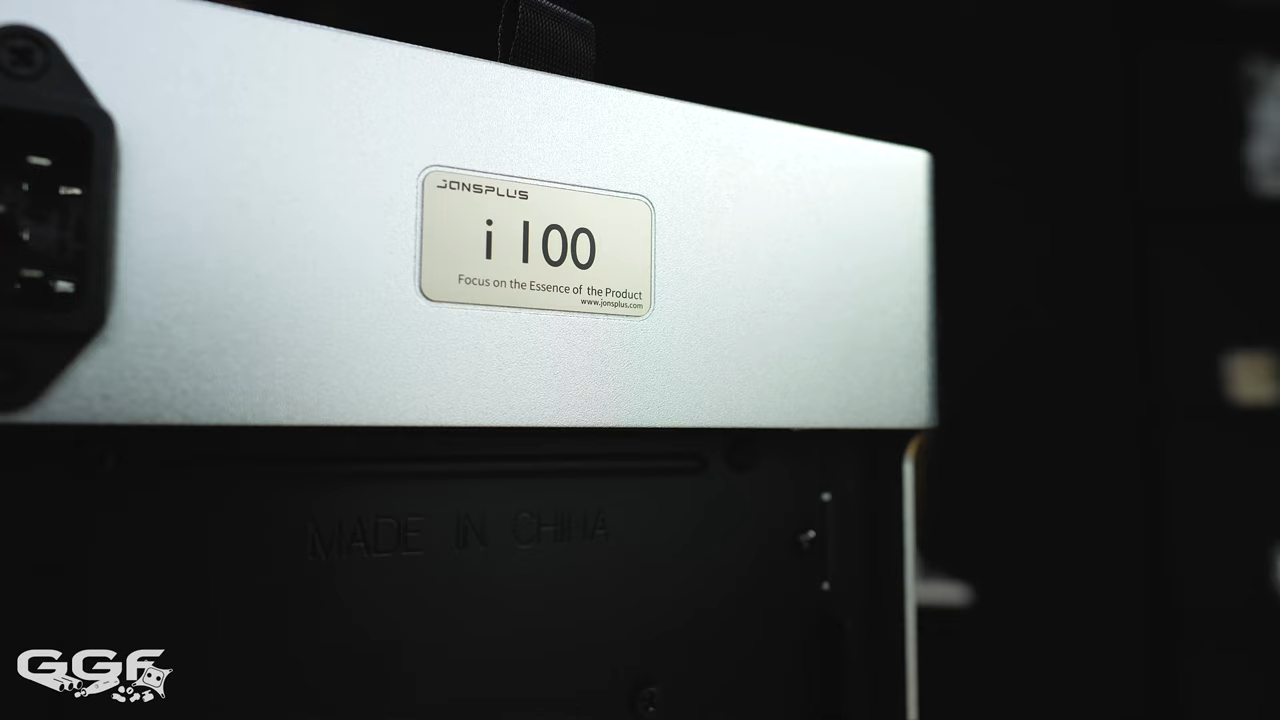 JONSPLUS
i 100
Focus on the Essence of the Product
www.jonsplus.com
MADE IN CHINA
GGF